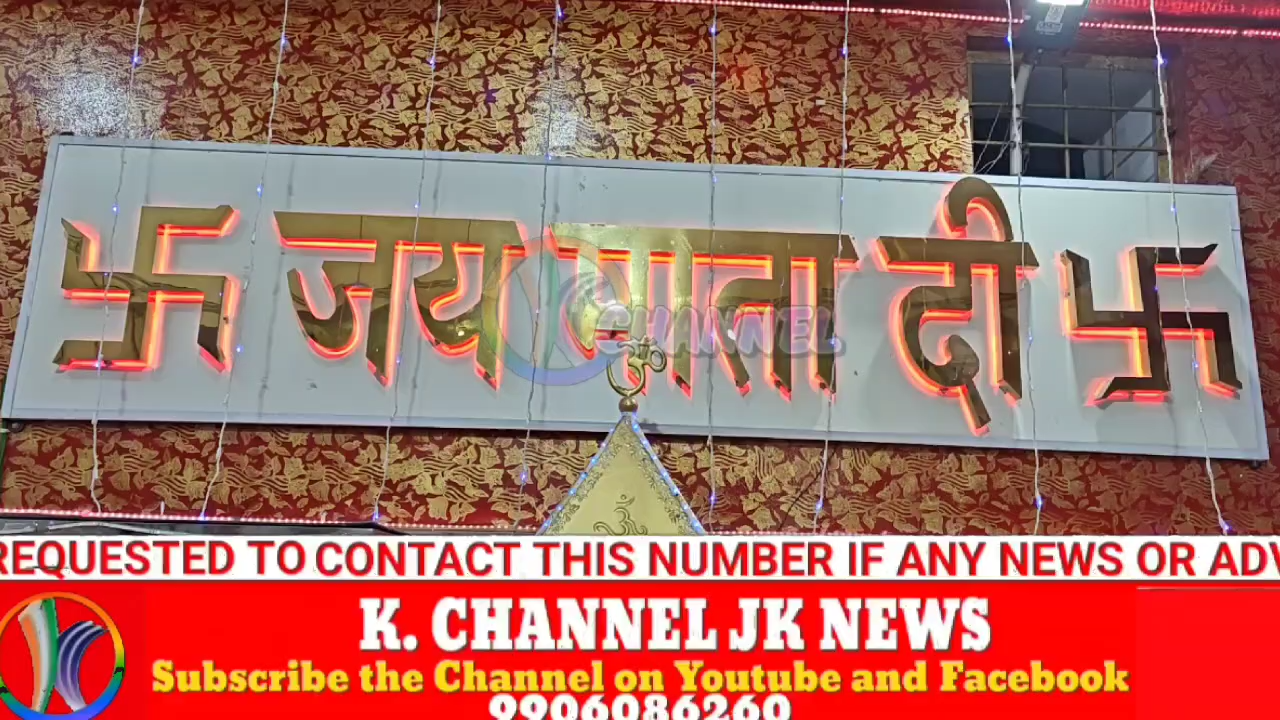 卐 जय माता दी 卐
CHANNEL
ॐ
ॐ
REQUESTED TO CONTACT THIS NUMBER IF ANY NEWS OR ADV
K. CHANNEL JK NEWS
Subscribe the Channel on Youtube and Facebook
9906086260